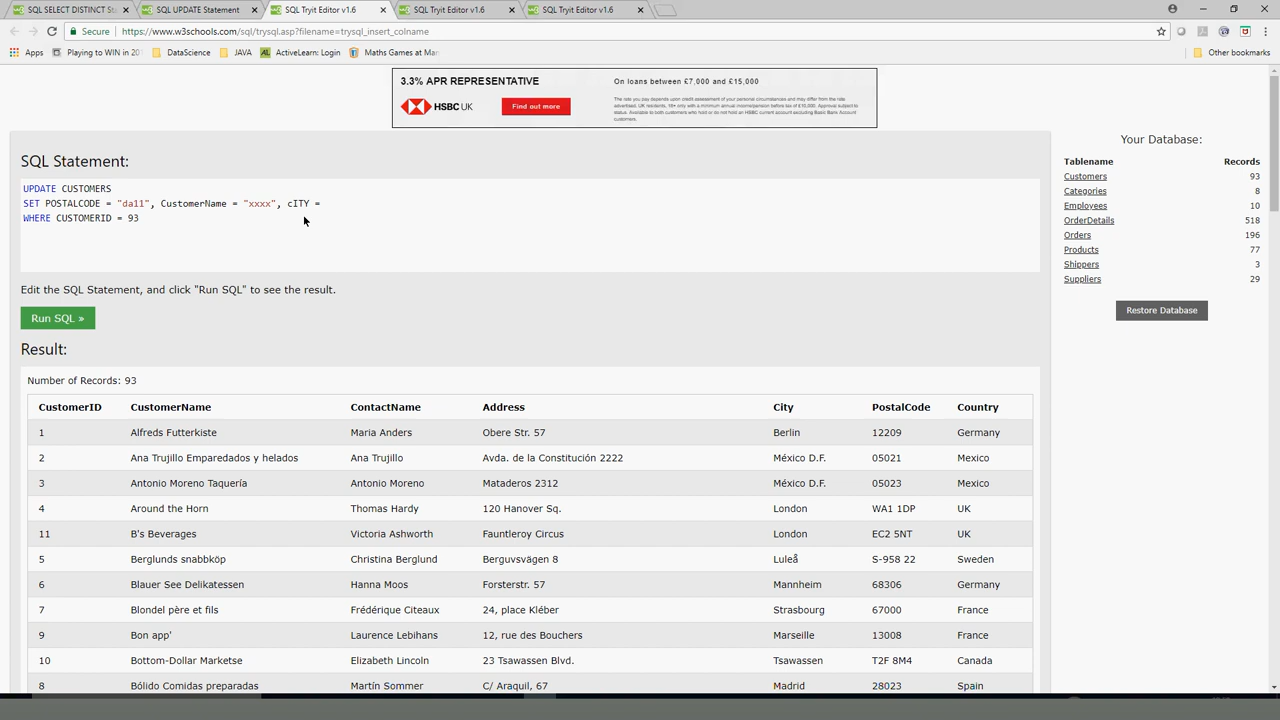 SQL SELECT DISTINCT St
SQL UPDATE Statement
SQL Tryit Editor v1.6
SQL Tryit Editor v1.6
SQL Tryit Editor v1.6
Secure https://www.w3schools.com/sql/trysql.asp?filename=trysql_insert_colname
Apps Playing to WIN in 20 DataScience JAVA ActiveLearn: Login Maths Games at Man Other bookmarks
3.3% APR REPRESENTATIVE
HSBC UK
Find out more
On loans between £7,000 and £15,000
SQL Statement:
UPDATE CUSTOMERS
SET POSTALCODE = "da11", CustomerName = "xxxx", cITY =
WHERE CUSTOMERID = 93
Edit the SQL Statement, and click "Run SQL" to see the result.
Run SQL »
Result:
Number of Records: 93
CustomerID CustomerName ContactName Address City PostalCode Country
1 Alfreds Futterkiste Maria Anders Obere Str. 57 Berlin 12209 Germany
2 Ana Trujillo Emparedados y helados Ana Trujillo Avda. de la Constitución 2222 México D.F. 05021 Mexico
3 Antonio Moreno Taquería Antonio Moreno Mataderos 2312 México D.F. 05023 Mexico
4 Around the Horn Thomas Hardy 120 Hanover Sq. London WA1 1DP UK
11 B's Beverages Victoria Ashworth Fauntleroy Circus London EC2 5NT UK
5 Berglunds snabbköp Christina Berglund Berguvsvägen 8 Luleå S-958 22 Sweden
6 Blauer See Delikatessen Hanna Moos Forsterstr. 57 Mannheim 68306 Germany
7 Blondel père et fils Frédérique Citeaux 24, place Kléber Strasbourg 67000 France
9 Bon app' Laurence Lebihans 12, rue des Bouchers Marseille 13008 France
10 Bottom-Dollar Marketse Elizabeth Lincoln 23 Tsawassen Blvd. Tsawassen T2F 8M4 Canada
8 Bólido Comidas preparadas Martín Sommer C/ Araquil, 67 Madrid 28023 Spain
Your Database:
Tablename Records
Customers 93
Categories 8
Employees 10
OrderDetails 518
Orders 196
Products 77
Shippers 3
Suppliers 29
Restore Database